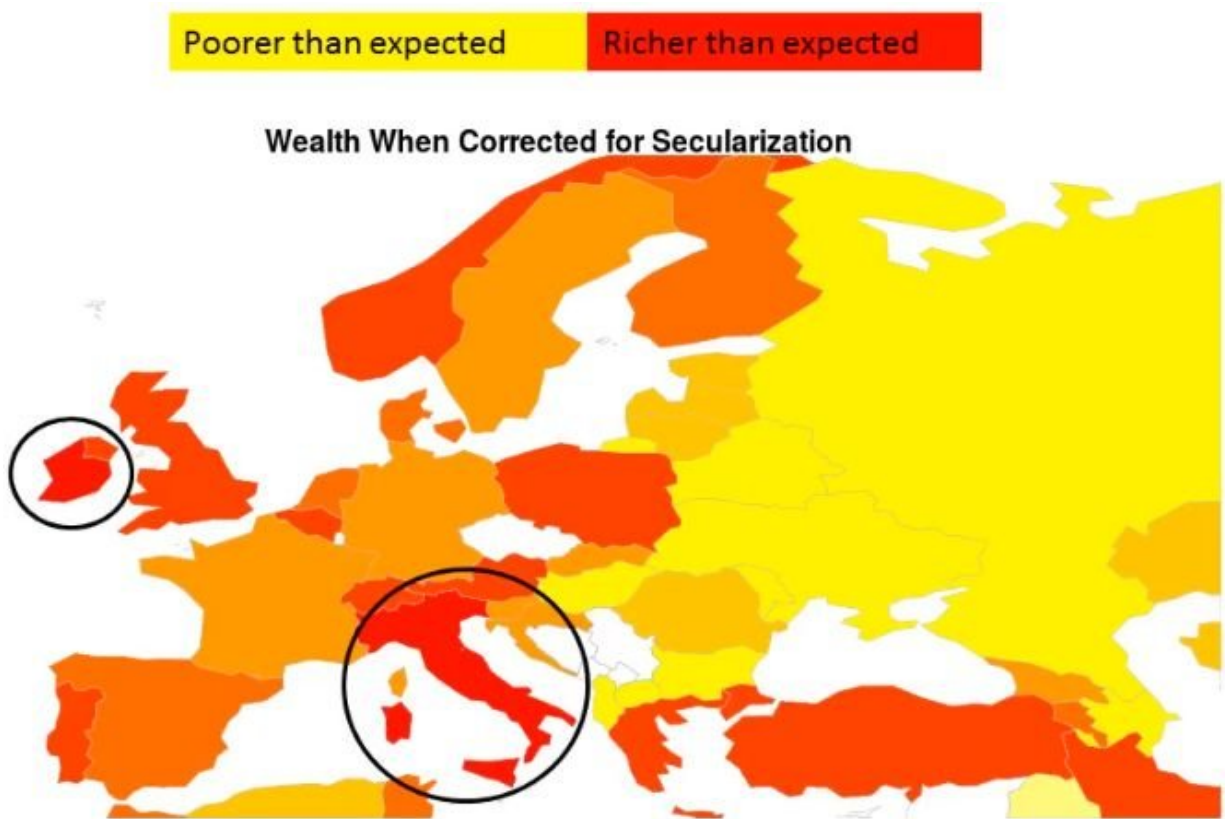 Poorer than expected Richer than expected
Wealth When Corrected for Secularization